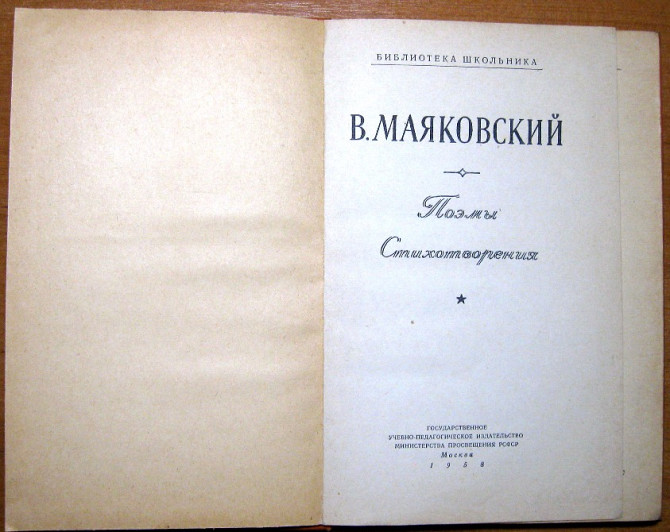 БИБЛИОТЕКА ШКОЛЬНИКА
В. МАЯКОВСКИЙ
Поэмы
Стихотворения
ГОСУДАРСТВЕННОЕ
УЧЕБНО-ПЕДАГОГИЧЕСКОЕ ИЗДАТЕЛЬСТВО
МИНИСТЕРСТВА ПРОСВЕЩЕНИЯ РСФСР
Москва
1958